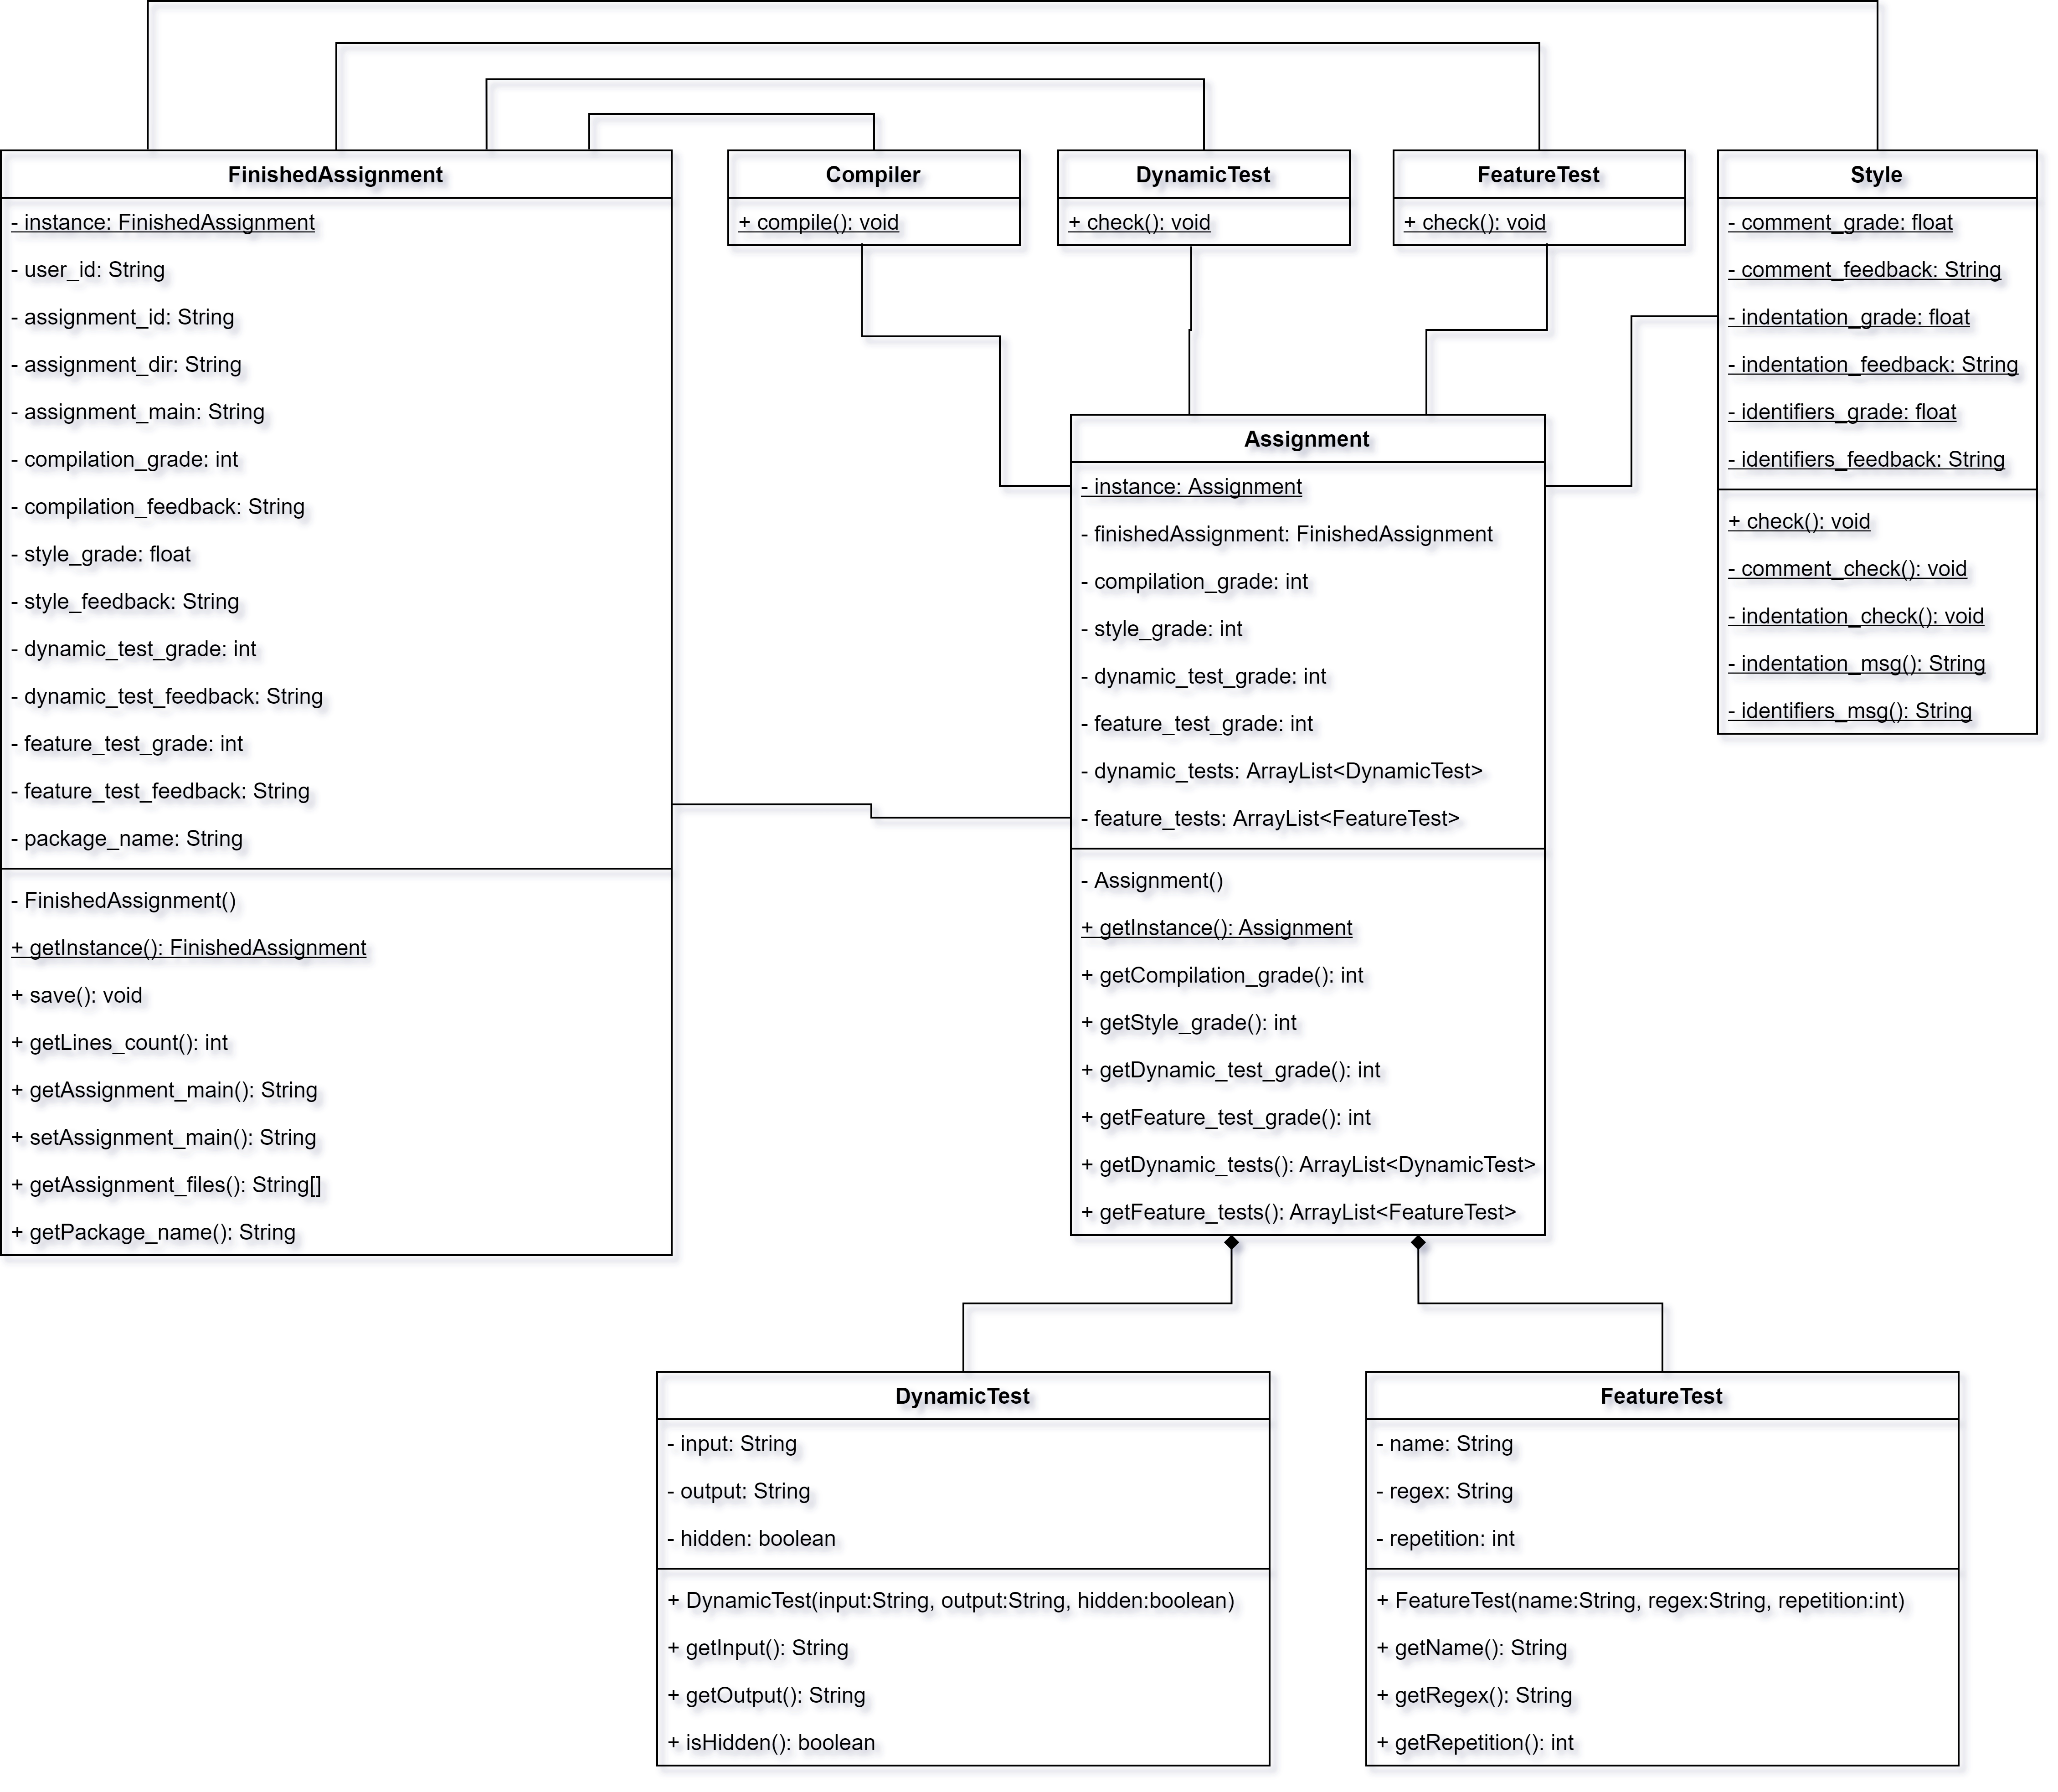 FinishedAssignment
- instance: FinishedAssignment
- user_id: String
- assignment_id: String
- assignment_dir: String
- assignment_main: String
- compilation_grade: int
- compilation_feedback: String
- style_grade: float
- style_feedback: String
- dynamic_test_grade: int
- dynamic_test_feedback: String
- feature_test_grade: int
- feature_test_feedback: String
- package_name: String
- FinishedAssignment()
+ getInstance(): FinishedAssignment
+ save(): void
+ getLines_count(): int
+ getAssignment_main(): String
+ setAssignment_main(): String
+ getAssignment_files(): String[]
+ getPackage_name(): String
Compiler
+ compile(): void
DynamicTest
+ check(): void
FeatureTest
+ check(): void
Style
- comment_grade: float
- comment_feedback: String
- indentation_grade: float
- indentation_feedback: String
- identifiers_grade: float
- identifiers_feedback: String
+ check(): void
- comment_check(): void
- indentation_check(): void
- indentation_msg(): String
- identifiers_msg(): String
Assignment
- instance: Assignment
- finishedAssignment: FinishedAssignment
- compilation_grade: int
- style_grade: int
- dynamic_test_grade: int
- feature_test_grade: int
- dynamic_tests: ArrayList<DynamicTest>
- feature_tests: ArrayList<FeatureTest>
- Assignment()
+ getInstance(): Assignment
+ getCompilation_grade(): int
+ getStyle_grade(): int
+ getDynamic_test_grade(): int
+ getFeature_test_grade(): int
+ getDynamic_tests(): ArrayList<DynamicTest>
+ getFeature_tests(): ArrayList<FeatureTest>
DynamicTest
- input: String
- output: String
- hidden: boolean
+ DynamicTest(input:String, output:String, hidden:boolean)
+ getInput(): String
+ getOutput(): String
+ isHidden(): boolean
FeatureTest
- name: String
- regex: String
- repetition: int
+ FeatureTest(name:String, regex:String, repetition:int)
+ getName(): String
+ getRegex(): String
+ getRepetition(): int